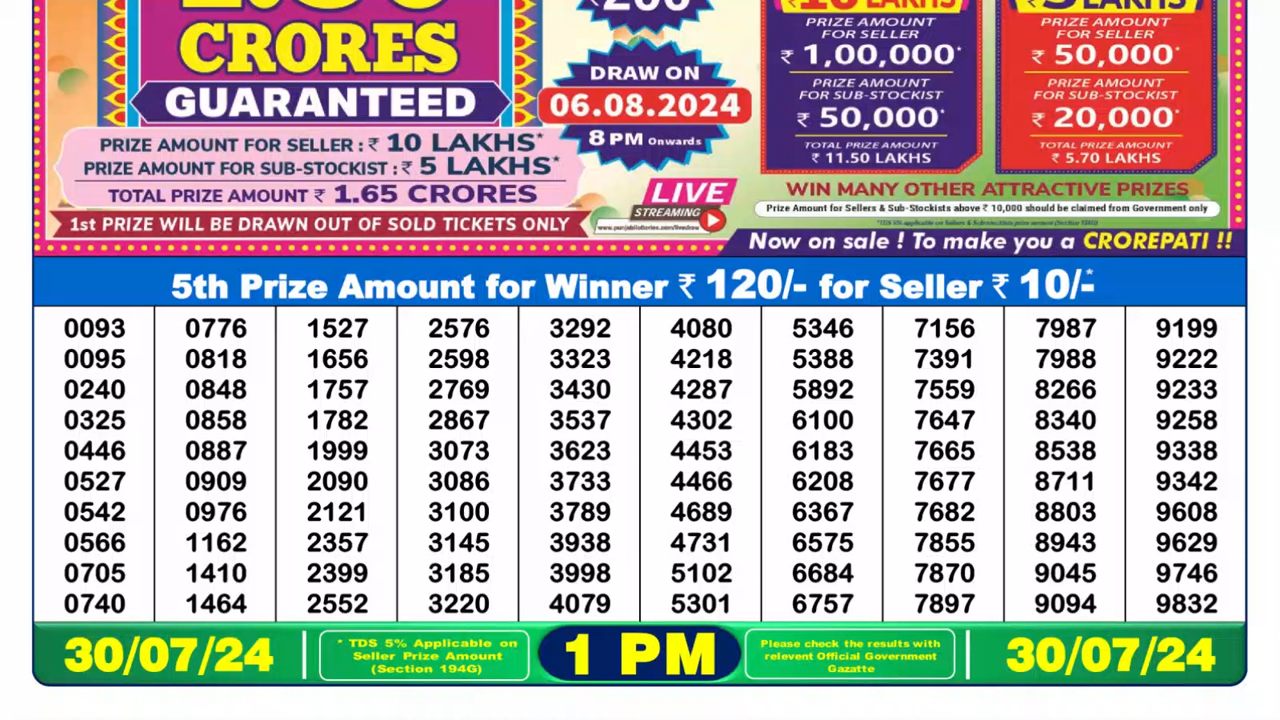 CRORES
GUARANTEED
PRIZE AMOUNT FOR SELLER : ₹ 10 LAKHS*
PRIZE AMOUNT FOR SUB-STOCKIST : ₹ 5 LAKHS*
TOTAL PRIZE AMOUNT ₹ 1.65 CRORES
1st PRIZE WILL BE DRAWN OUT OF SOLD TICKETS ONLY
DRAW ON
06.08.2024
8 PM Onwards
LIVE
STREAMING
PRIZE AMOUNT
FOR SELLER
₹ 1,00,000*
PRIZE AMOUNT
FOR SUB-STOCKIST
₹ 50,000*
TOTAL PRIZE AMOUNT
₹ 11.50 LAKHS
PRIZE AMOUNT
FOR SELLER
₹ 50,000*
PRIZE AMOUNT
FOR SUB-STOCKIST
₹ 20,000*
TOTAL PRIZE AMOUNT
₹ 5.70 LAKHS
WIN MANY OTHER ATTRACTIVE PRIZES
Prize Amount for Sellers & Sub-Stockists above ₹ 10,000 should be claimed from Government only
Now on sale ! To make you a CROREPATI !!
5th Prize Amount for Winner ₹ 120/- for Seller ₹ 10/-*
0093 0776 1527 2576 3292 4080 5346 7156 7987 9199
0095 0818 1656 2598 3323 4218 5388 7391 7988 9222
0240 0848 1757 2769 3430 4287 5892 7559 8266 9233
0325 0858 1782 2867 3537 4302 6100 7647 8340 9258
0446 0887 1999 3073 3623 4453 6183 7665 8538 9338
0527 0909 2090 3086 3733 4466 6208 7677 8711 9342
0542 0976 2121 3100 3789 4689 6367 7682 8803 9608
0566 1162 2357 3145 3938 4731 6575 7855 8943 9629
0705 1410 2399 3185 3998 5102 6684 7870 9045 9746
0740 1464 2552 3220 4079 5301 6757 7897 9094 9832
30/07/24
* TDS 5% Applicable on
Seller Prize Amount
(Section 194G)
1 PM
Please check the results with
relevent Official Government
Gazatte
30/07/24